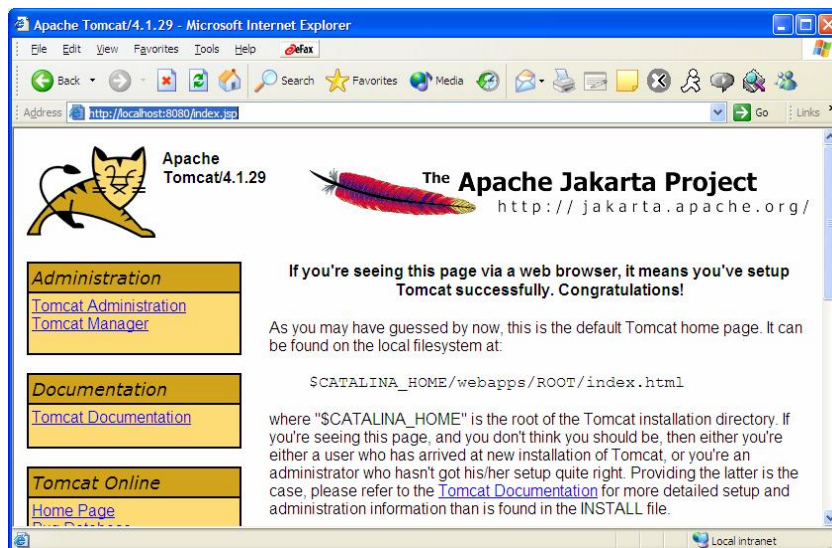 Apache Tomcat/4.1.29 - Microsoft Internet Explorer
File Edit View Favorites Tools Help eFax
Back Search Favorites Media
Address http://localhost:8080/index.jsp Go Links »
Apache
Tomcat/4.1.29
The Apache Jakarta Project
http://jakarta.apache.org/
Administration
Tomcat Administration
Tomcat Manager
Documentation
Tomcat Documentation
Tomcat Online
Home Page
Bug Database
If you're seeing this page via a web browser, it means you've setup
Tomcat successfully. Congratulations!
As you may have guessed by now, this is the default Tomcat home page. It can
be found on the local filesystem at:
$CATALINA_HOME/webapps/ROOT/index.html
where "$CATALINA_HOME" is the root of the Tomcat installation directory. If
you're seeing this page, and you don't think you should be, then either you're
either a user who has arrived at new installation of Tomcat, or you're an
administrator who hasn't got his/her setup quite right. Providing the latter is the
case, please refer to the Tomcat Documentation for more detailed setup and
administration information than is found in the INSTALL file.
Local intranet